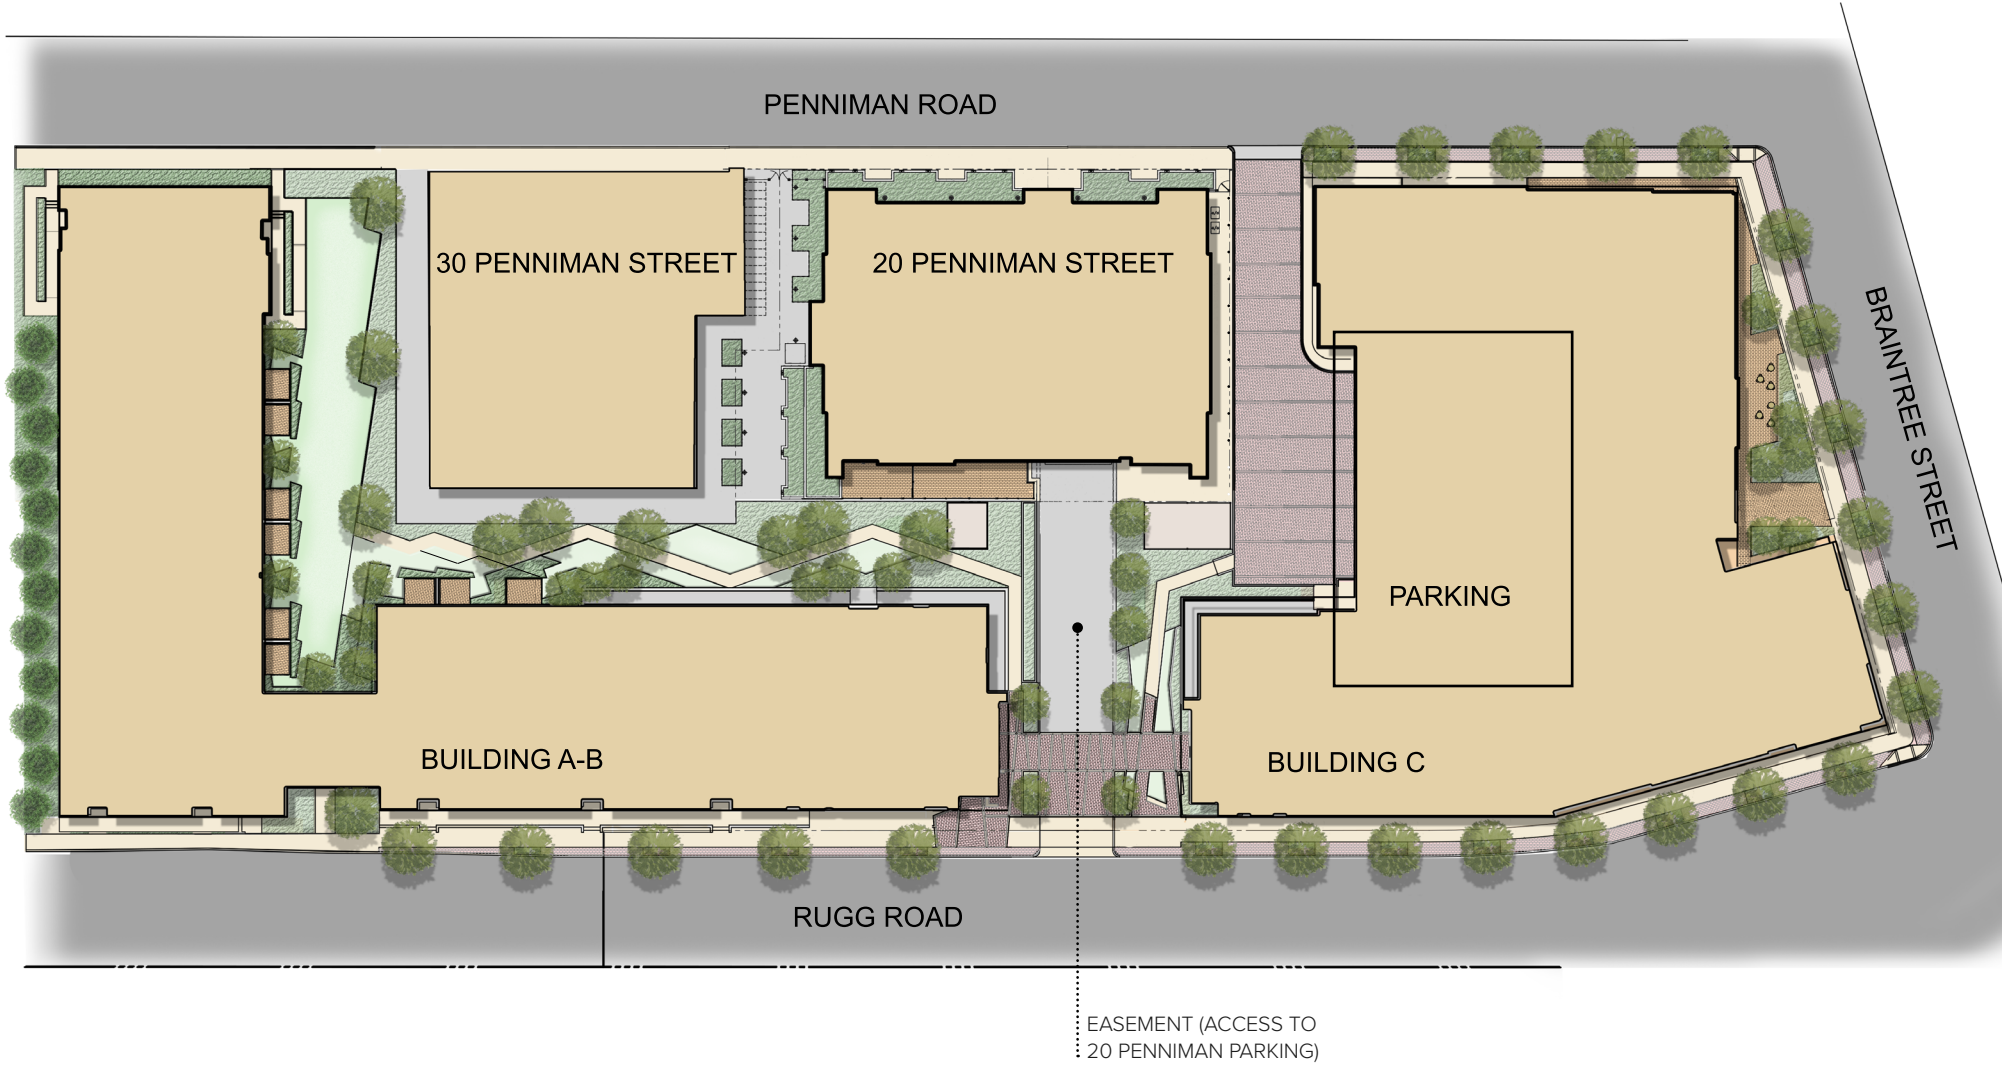 PENNIMAN ROAD
30 PENNIMAN STREET
20 PENNIMAN STREET
BRAINTREE STREET
PARKING
BUILDING A-B
BUILDING C
RUGG ROAD
EASEMENT (ACCESS TO
20 PENNIMAN PARKING)